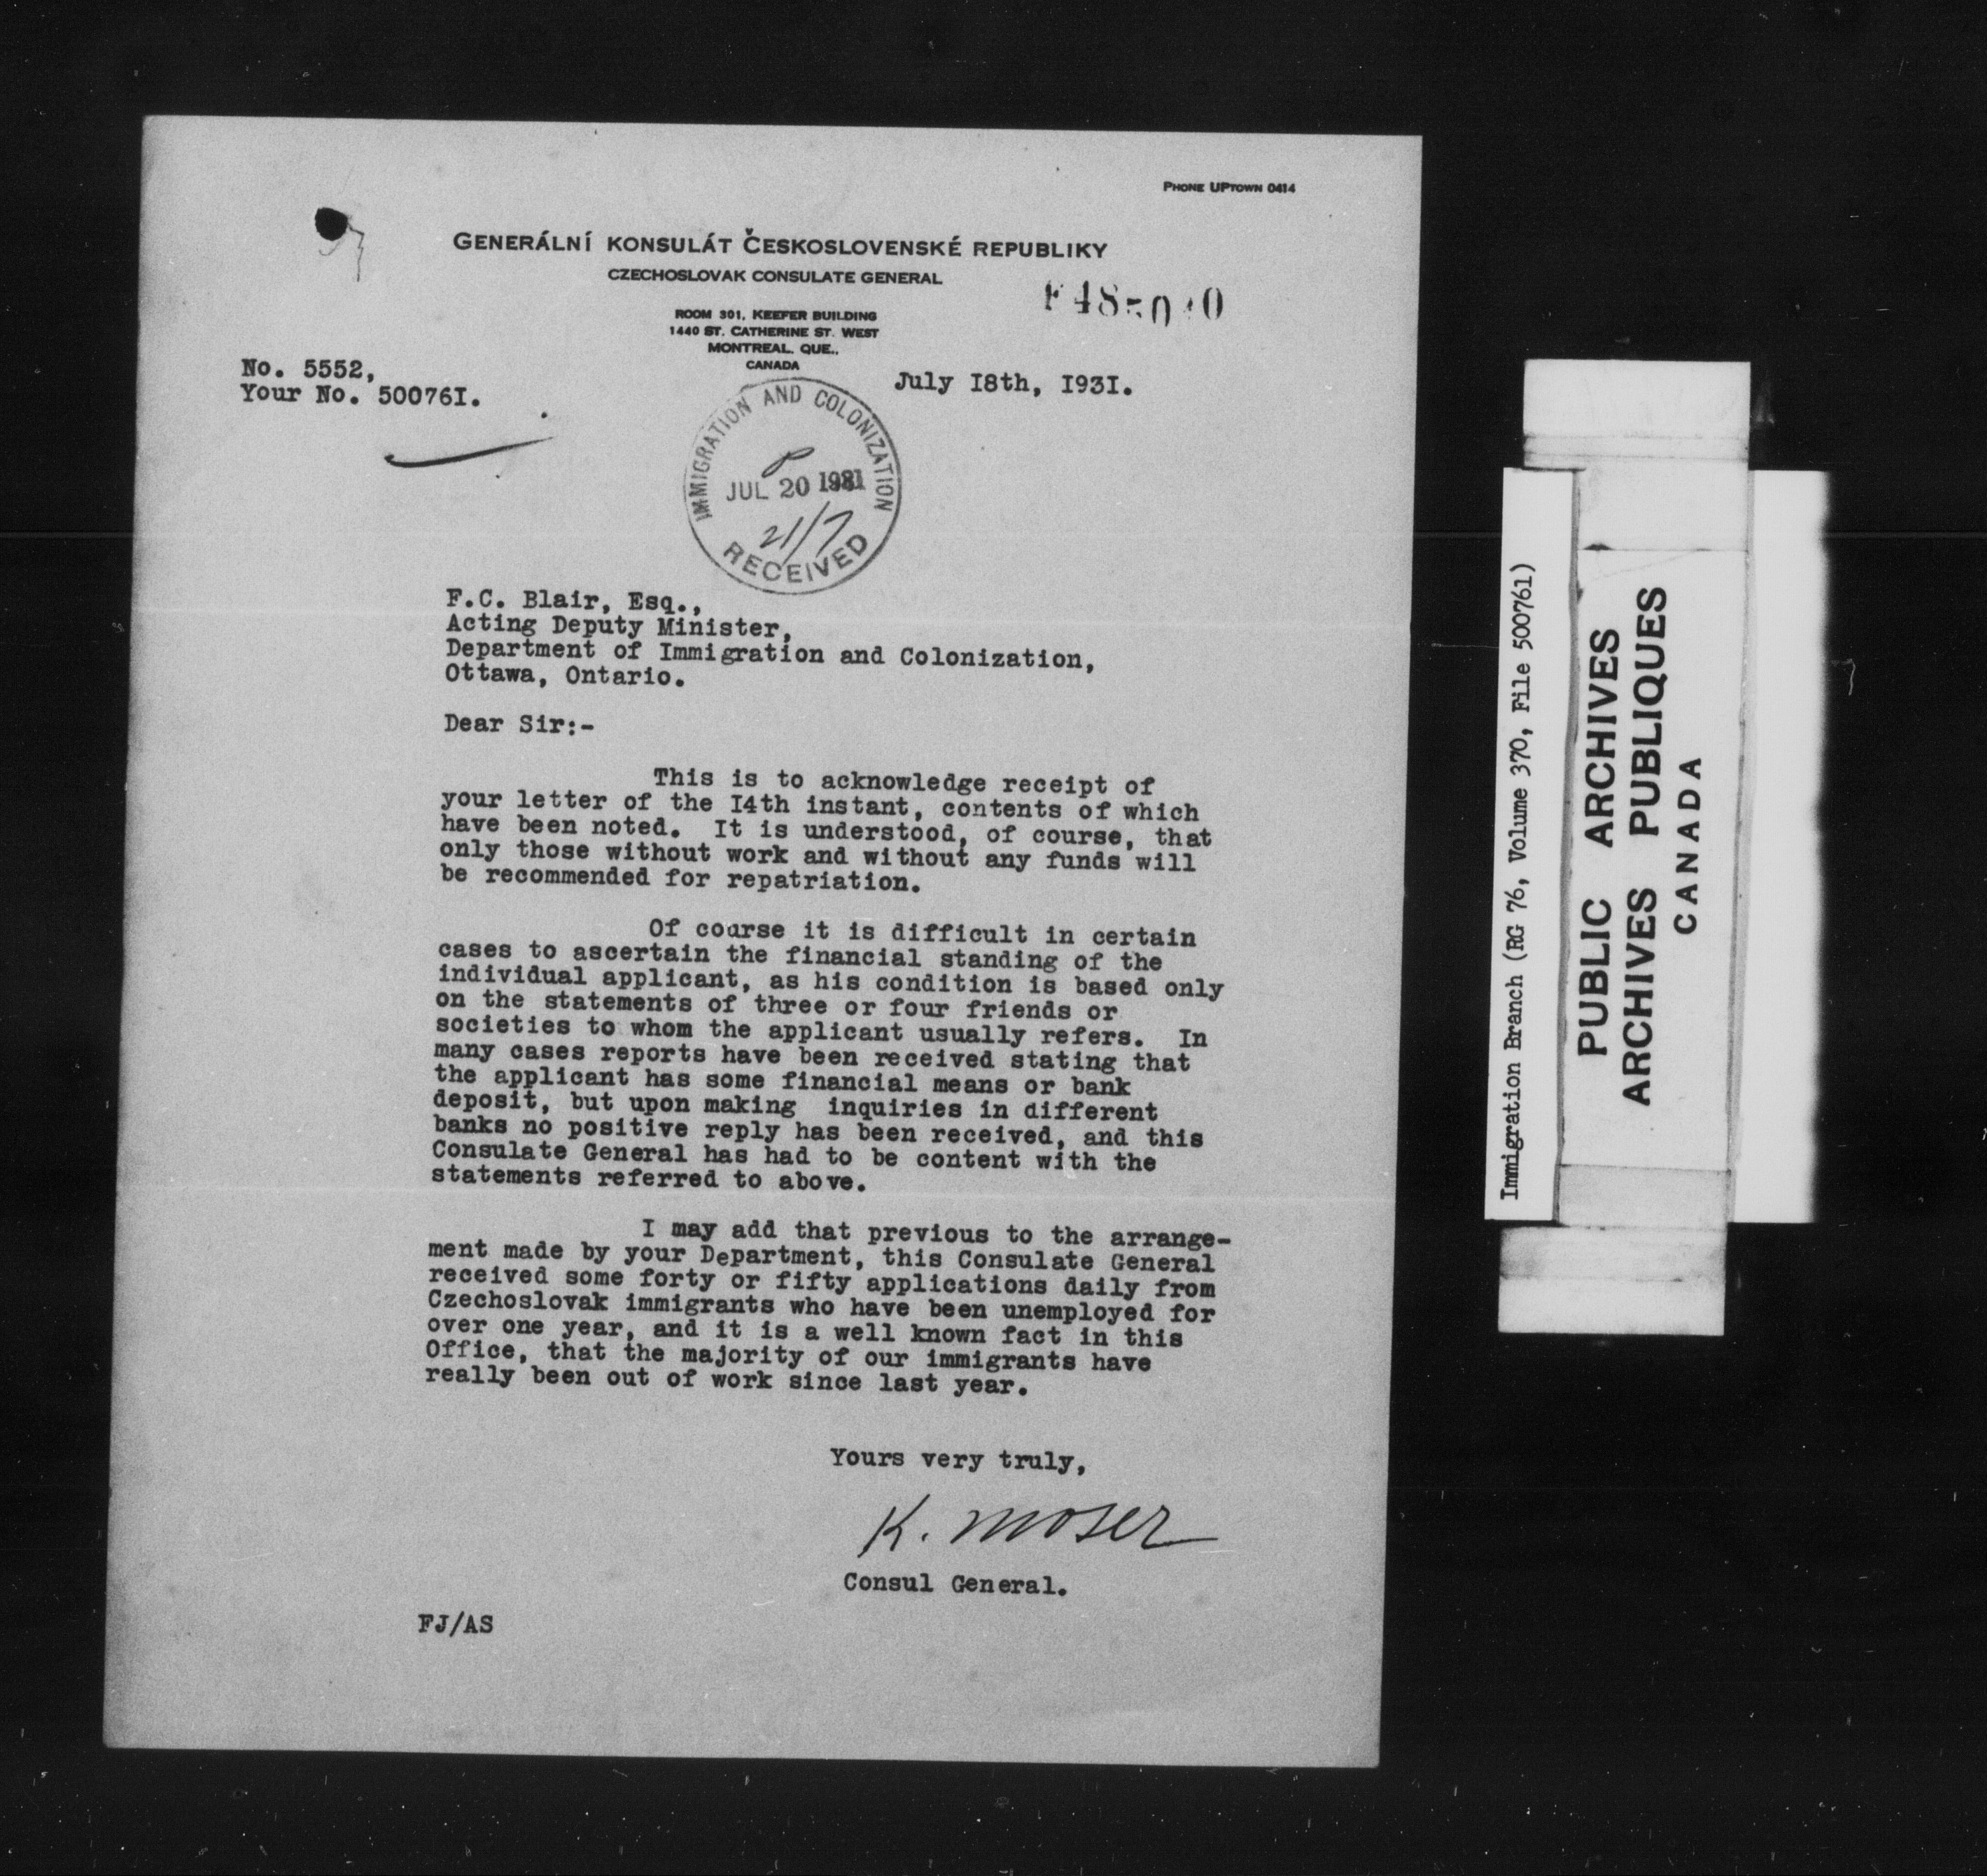 PHONE UPTOWN 0414
GENERÁLNÍ KONSULÁT ČESKOSLOVENSKÉ REPUBLIKY
CZECHOSLOVAK CONSULATE GENERAL
ROOM 301, KEEFER BUILDING
1440 ST. CATHERINE ST. WEST
MONTREAL, QUE.,
CANADA
No. 5552,
Your No. 50076I.
July I8th, I93I.
IMMIGRATION AND COLONIZATION
JUL 20 1931
21/7
RECEIVED
F.C. Blair, Esq.,
Acting Deputy Minister,
Department of Immigration and Colonization,
Ottawa, Ontario.
Dear Sir:-
This is to acknowledge receipt of
your letter of the I4th instant, contents of which
have been noted. It is understood, of course, that
only those without work and without any funds will
be recommended for repatriation.
Of course it is difficult in certain
cases to ascertain the financial standing of the
individual applicant, as his condition is based only
on the statements of three or four friends or
societies to whom the applicant usually refers. In
many cases reports have been received stating that
the applicant has some financial means or bank
deposit, but upon making inquiries in different
banks no positive reply has been received, and this
Consulate General has had to be content with the
statements referred to above.
I may add that previous to the arrange-
ment made by your Department, this Consulate General
received some forty or fifty applications daily from
Czechoslovak immigrants who have been unemployed for
over one year, and it is a well known fact in this
Office, that the majority of our immigrants have
really been out of work since last year.
Yours very truly,
K. Moser
Consul General.
FJ/AS
Immigration Branch (RG 76, Volume 370, File 500761)
PUBLIC ARCHIVES
ARCHIVES PUBLIQUES
CANADA